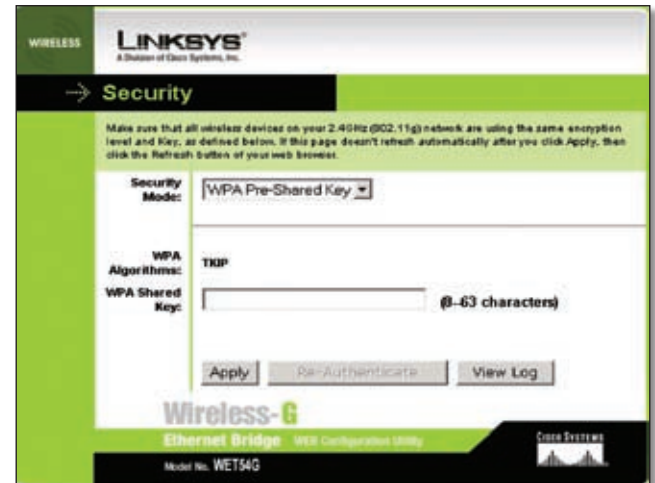 WIRELESS
LINKSYS®
A Division of Cisco Systems, Inc.
Security
Make sure that all wireless devices on your 2.4GHz (802.11g) network are using the same encryption
level and Key, as defined below. If this page doesn't refresh automatically after you click Apply, then
click the Refresh button of your web browser.
Security
Mode:
WPA Pre-Shared Key
WPA
Algorithms:
TKIP
WPA Shared
Key:
(8-63 characters)
Apply
Re-Authenticate
View Log
Wireless-G
Ethernet Bridge WEB Configuration Utility
Model No. WET54G
CISCO SYSTEMS